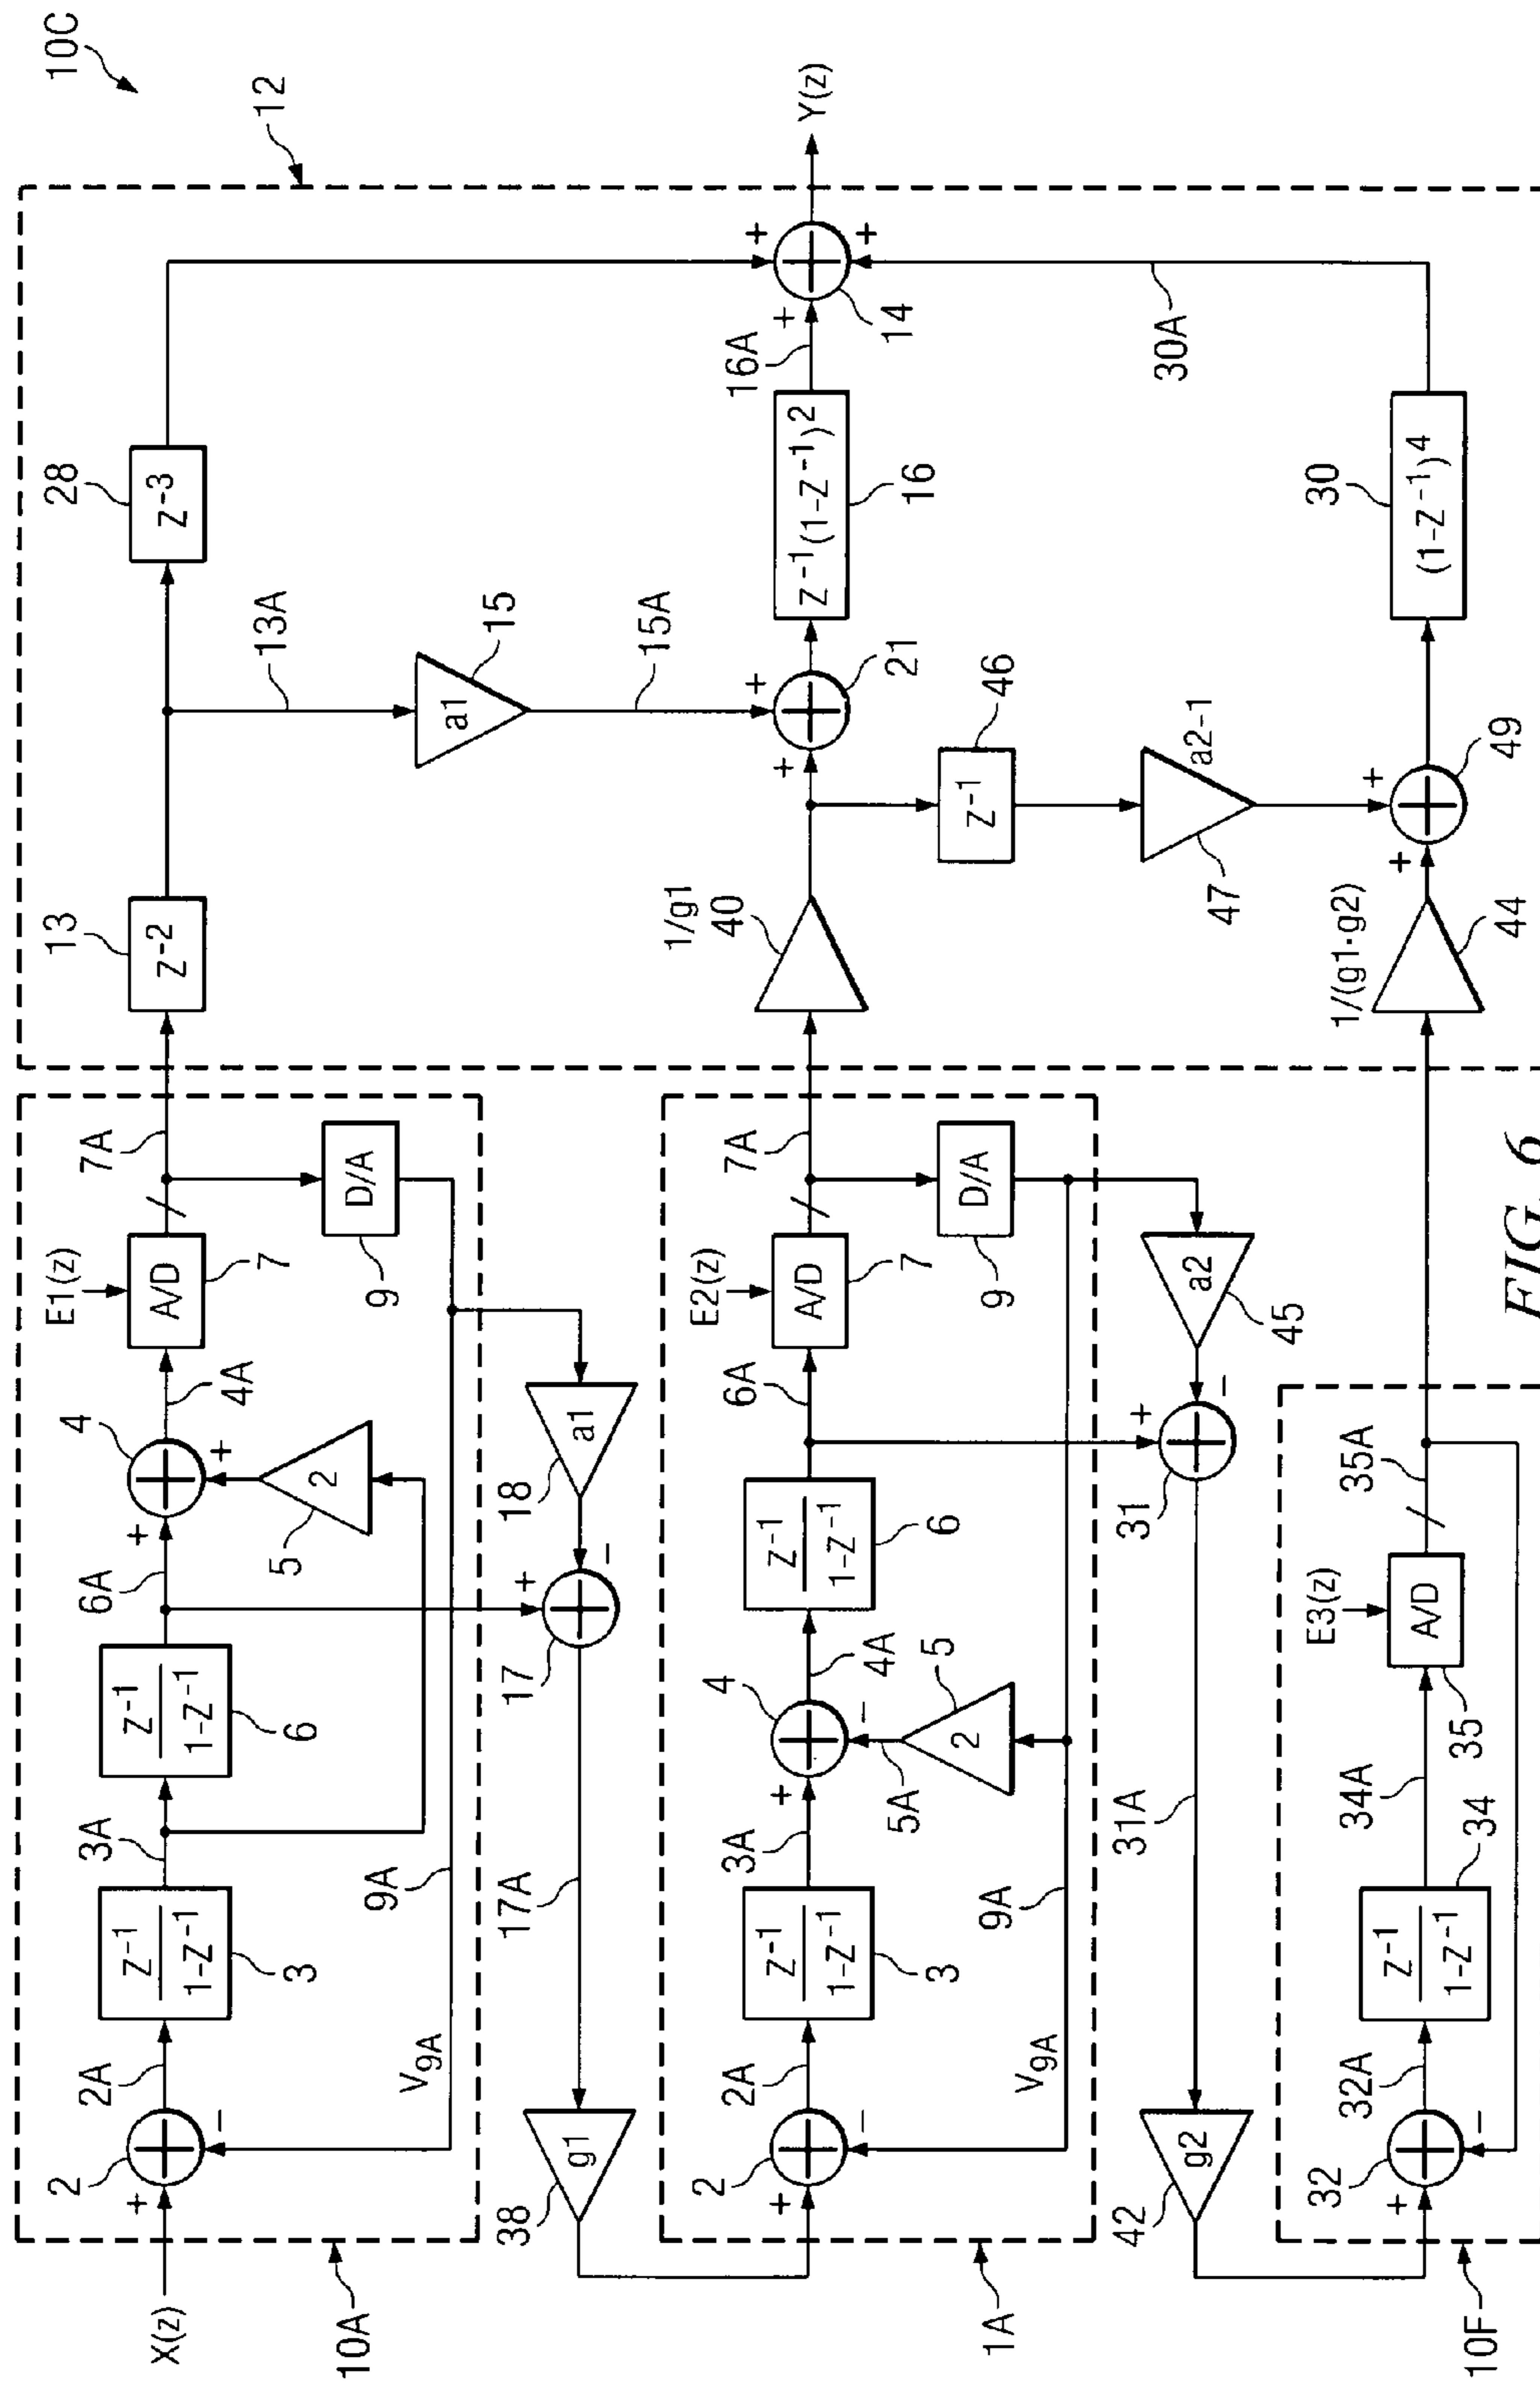 10C
12
X(z)
+
2
−
2A
Z⁻¹
1-Z⁻¹
3
3A
Z⁻¹
1-Z⁻¹
6
6A
+
4
+
2
5
4A
E1(z)
A/D
7
7A
D/A
9
9A
V9A
10A
13
Z⁻²
13A
28
Z⁻³
a1
15
15A
a1
18
−
+
17
17A
g1
38
+
2
−
2A
Z⁻¹
1-Z⁻¹
3
3A
+
4
−
5A
2
5
4A
Z⁻¹
1-Z⁻¹
6
6A
E2(z)
A/D
7
7A
D/A
9
9A
V9A
1A
1/g1
40
+
+
21
Z⁻¹(1-Z⁻¹)²
16
16A
+
+
+
14
Y(z)
Z⁻¹
46
a2-1
47
a2
45
−
+
31
31A
g2
42
+
32
−
32A
Z⁻¹
1-Z⁻¹
34
34A
E3(z)
A/D
35
35A
10F
1/(g1·g2)
44
+
+
49
(1-Z⁻¹)⁴
30
30A
FIG. 6